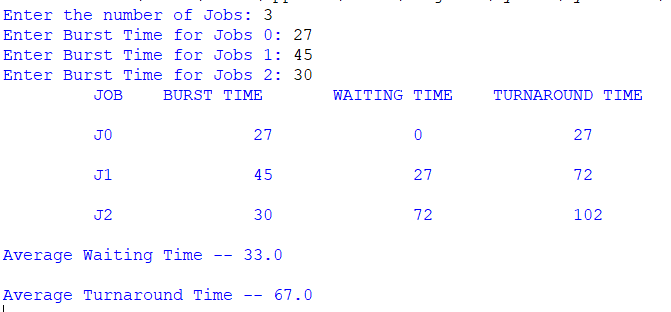 Enter the number of Jobs: 3
Enter Burst Time for Jobs 0: 27
Enter Burst Time for Jobs 1: 45
Enter Burst Time for Jobs 2: 30
JOB BURST TIME WAITING TIME TURNAROUND TIME
J0 27 0 27
J1 45 27 72
J2 30 72 102
Average Waiting Time -- 33.0
Average Turnaround Time -- 67.0